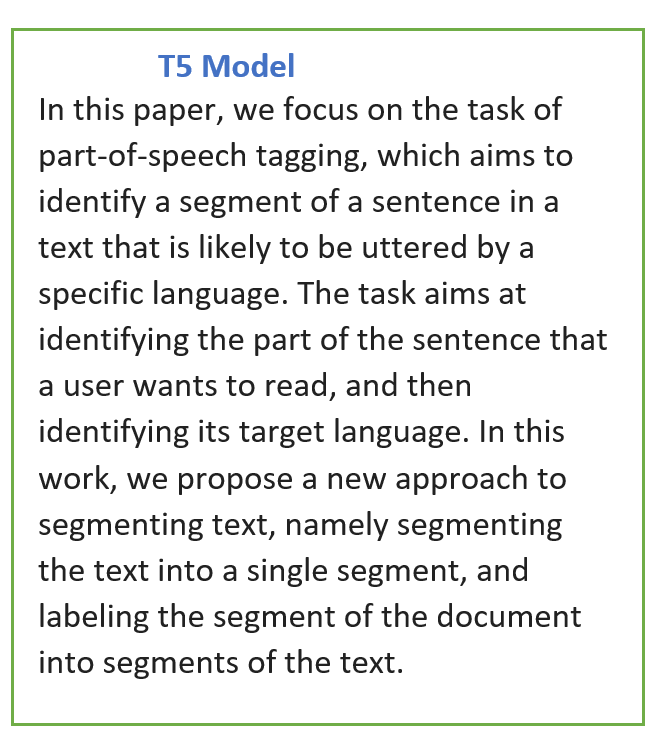 T5 Model
In this paper, we focus on the task of
part-of-speech tagging, which aims to
identify a segment of a sentence in a
text that is likely to be uttered by a
specific language. The task aims at
identifying the part of the sentence that
a user wants to read, and then
identifying its target language. In this
work, we propose a new approach to
segmenting text, namely segmenting
the text into a single segment, and
labeling the segment of the document
into segments of the text.